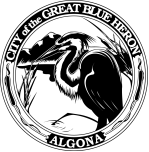 CITY of the GREAT BLUE HERON
ALGONA